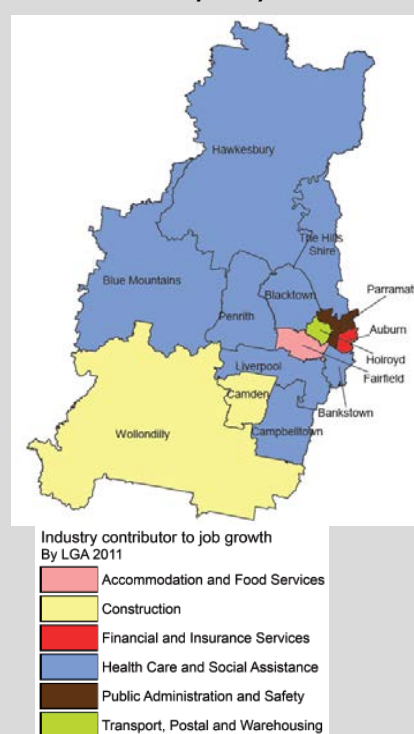 Hawkesbury
The Hills
Shire
Blue Mountains
Parramat
Blacktown
Penrith
Auburn
Holroyd
Liverpool
Fairfield
Camden
Bankstown
Wollondilly
Campbelltown
Industry contributor to job growth
By LGA 2011
Accommodation and Food Services
Construction
Financial and Insurance Services
Health Care and Social Assistance
Public Administration and Safety
Transport, Postal and Warehousing